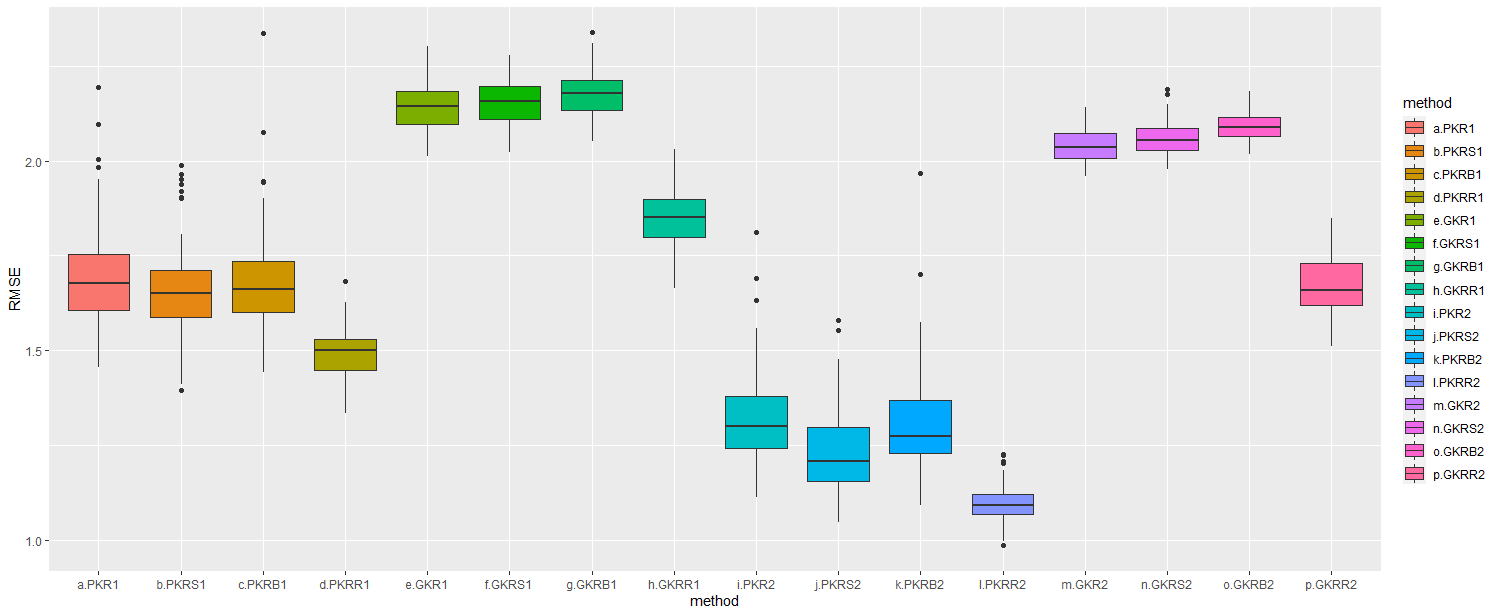 RMSE
2.0
1.5
1.0
a.PKR1 b.PKRS1 c.PKRB1 d.PKRR1 e.GKR1 f.GKRS1 g.GKRB1 h.GKRR1 i.PKR2 j.PKRS2 k.PKRB2 l.PKRR2 m.GKR2 n.GKRS2 o.GKRB2 p.GKRR2
method
method
a.PKR1
b.PKRS1
c.PKRB1
d.PKRR1
e.GKR1
f.GKRS1
g.GKRB1
h.GKRR1
i.PKR2
j.PKRS2
k.PKRB2
l.PKRR2
m.GKR2
n.GKRS2
o.GKRB2
p.GKRR2